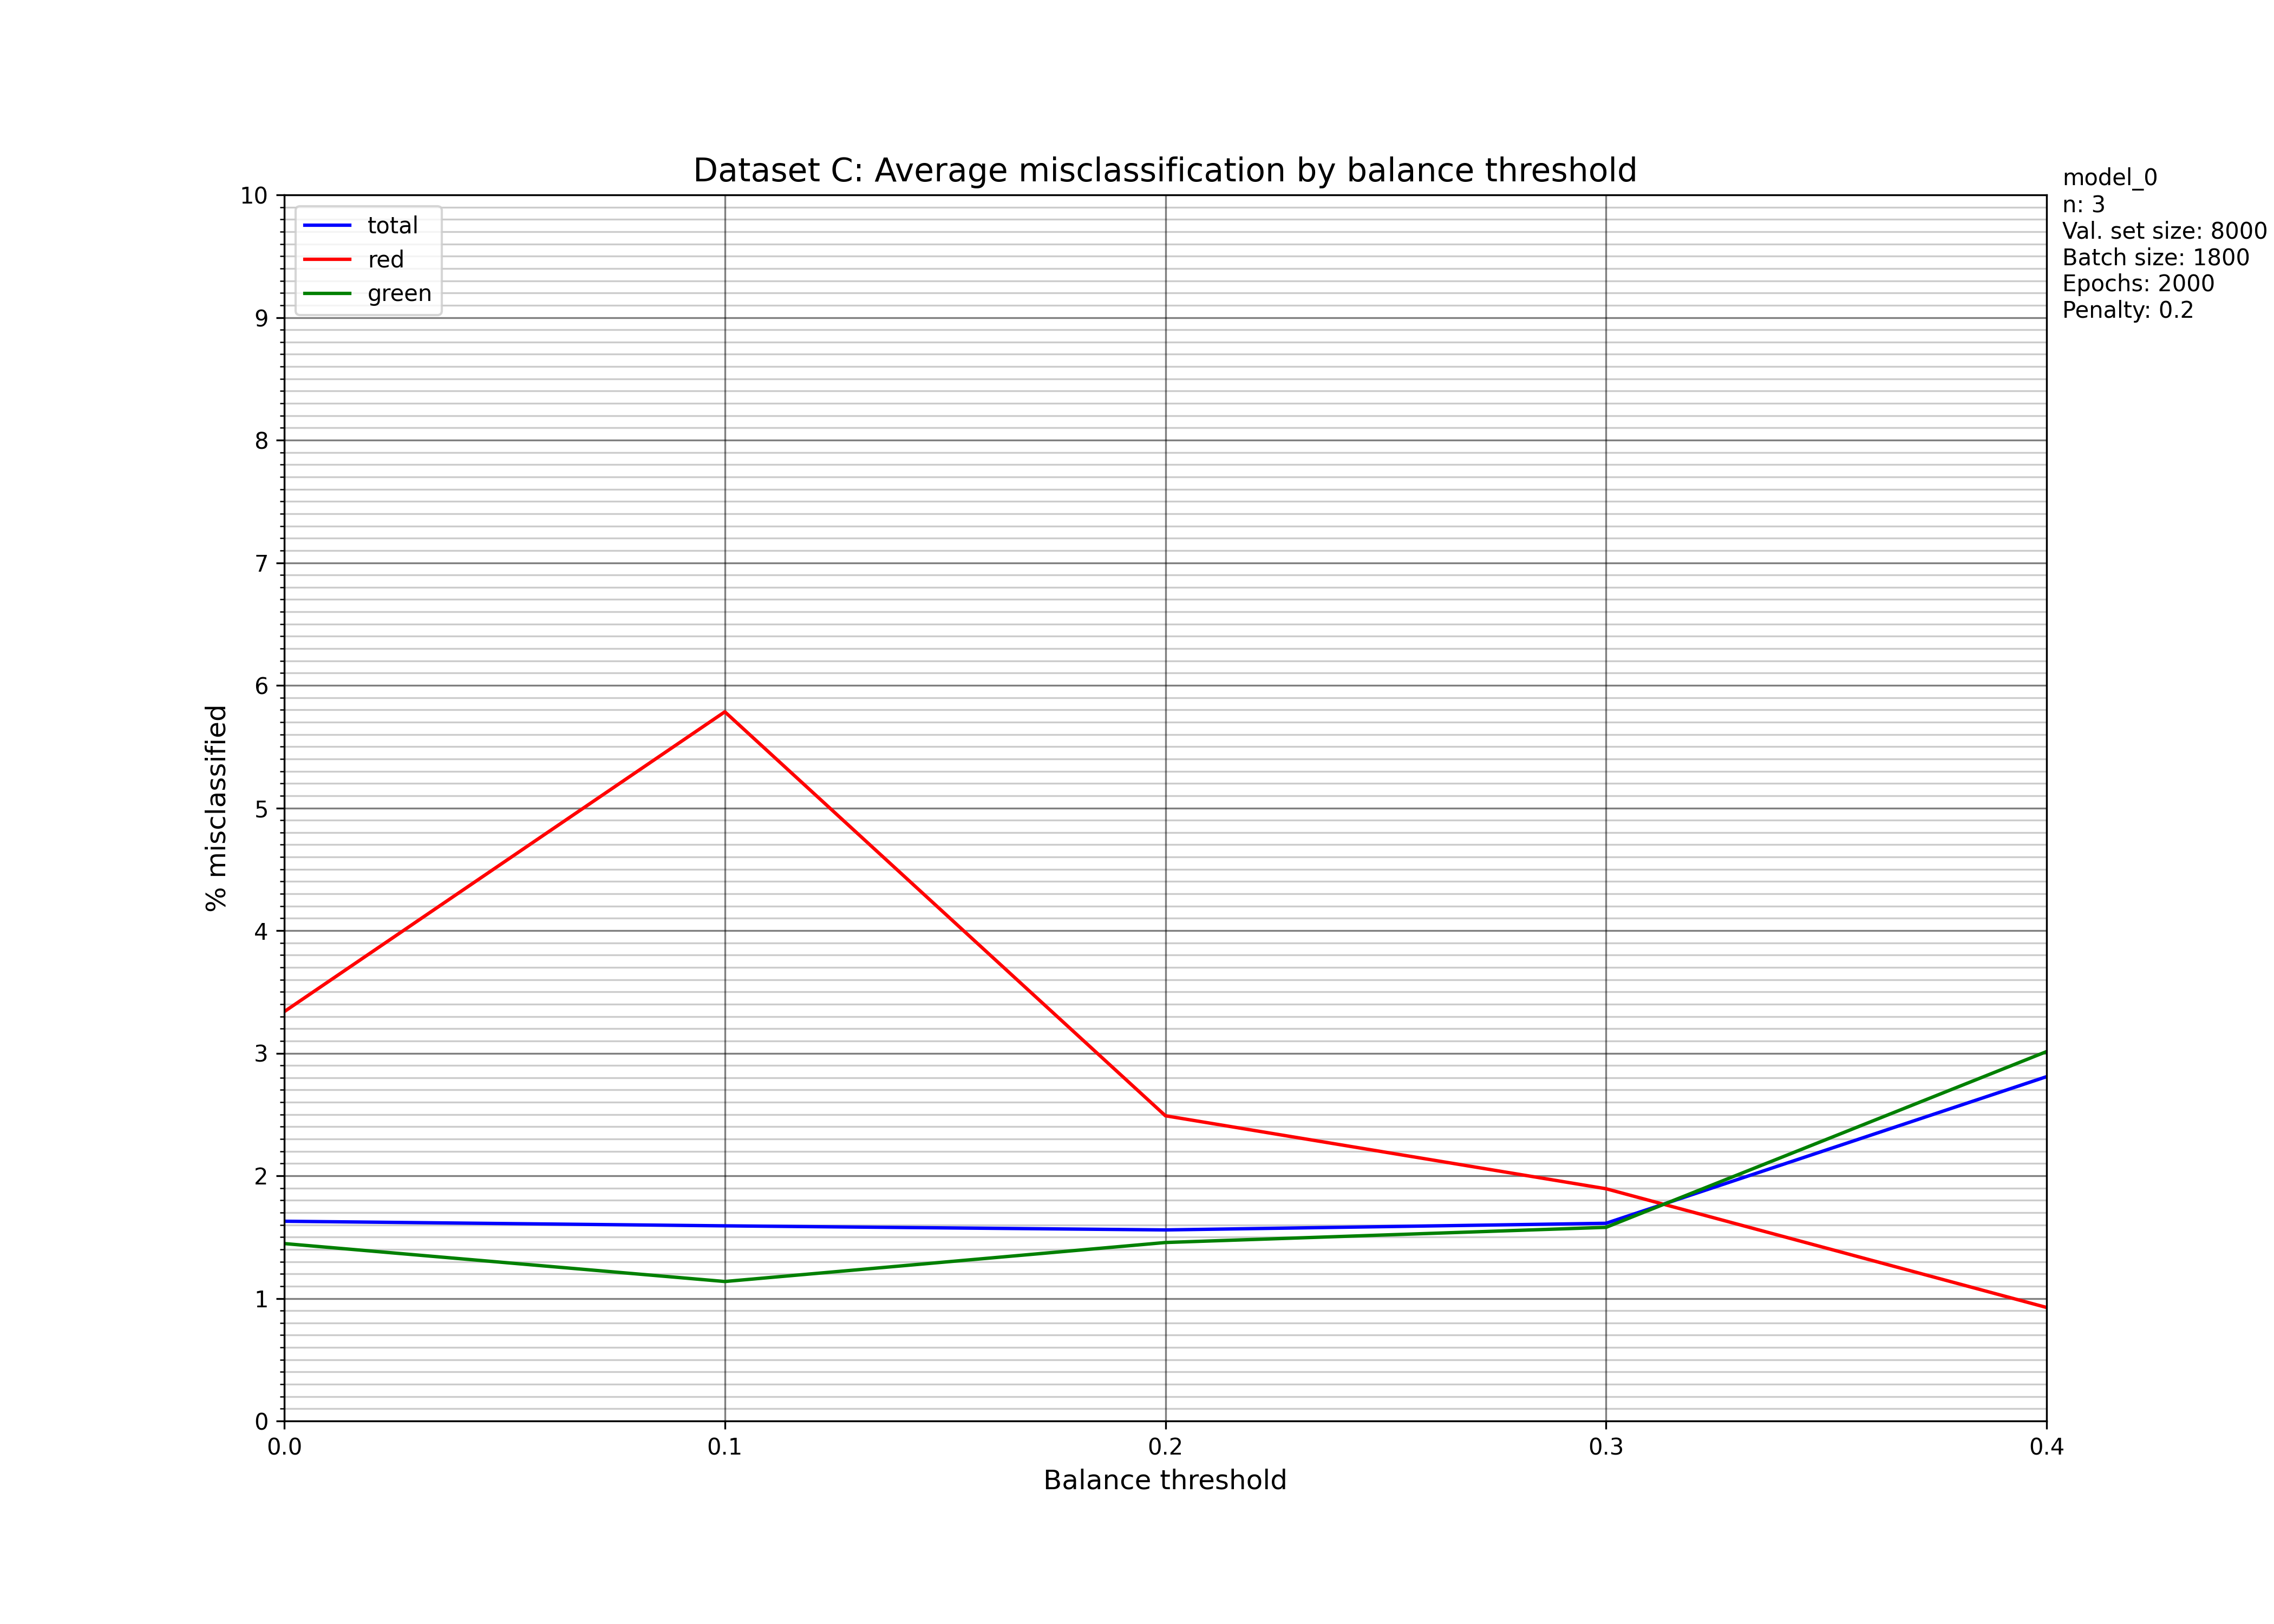 Dataset C: Average misclassification by balance threshold
model_0
n: 3
Val. set size: 8000
Batch size: 1800
Epochs: 2000
Penalty: 0.2
total
red
green
10
9
8
7
6
5
4
3
2
1
0
% misclassified
0.0 0.1 0.2 0.3 0.4
Balance threshold